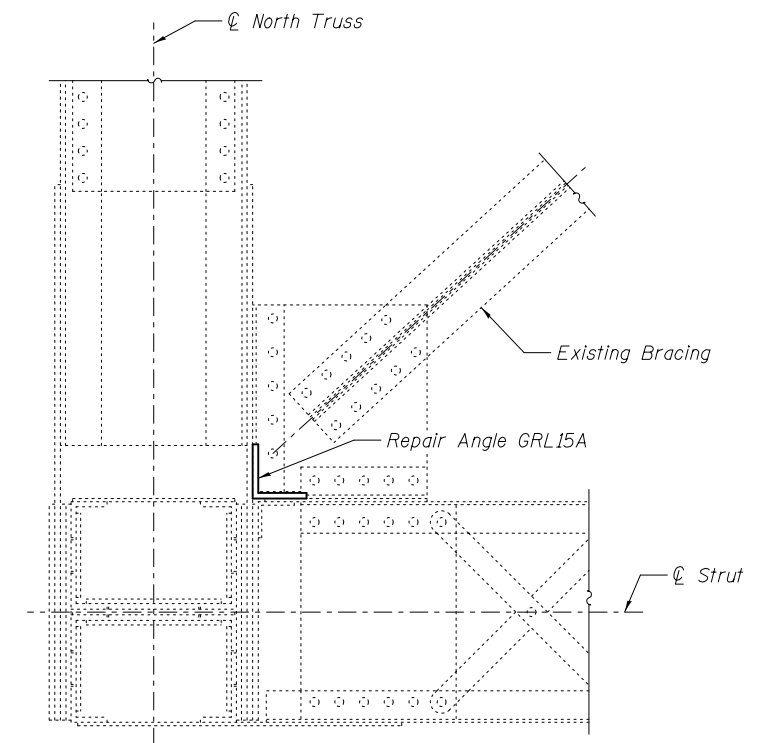 ℄ North Truss
Existing Bracing
Repair Angle GRL15A
℄ Strut